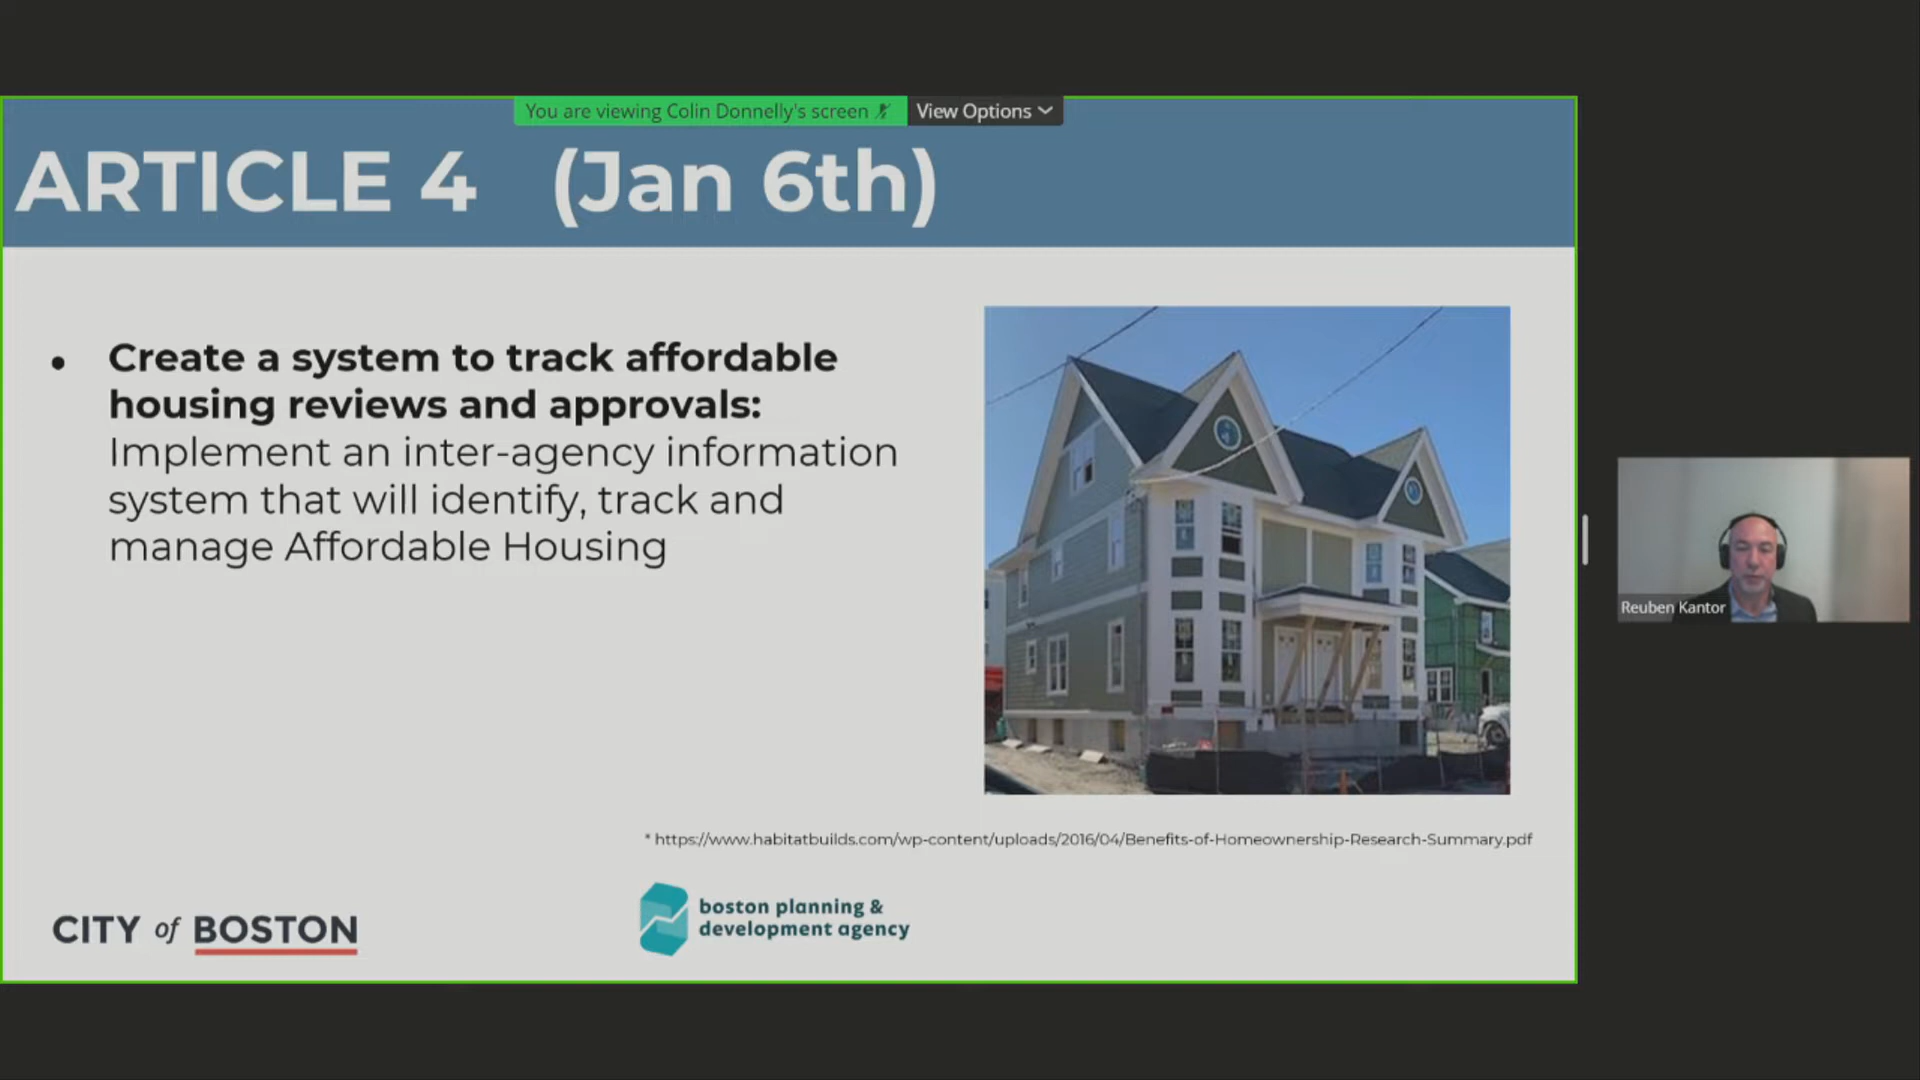 You are viewing Colin Donnelly's screen
View Options
ARTICLE 4 (Jan 6th)
• Create a system to track affordable
housing reviews and approvals:
Implement an inter-agency information
system that will identify, track and
manage Affordable Housing
* https://www.habitatbuilds.com/wp-content/uploads/2016/04/Benefits-of-Homeownership-Research-Summary.pdf
CITY of BOSTON
boston planning &
development agency
Reuben Kantor